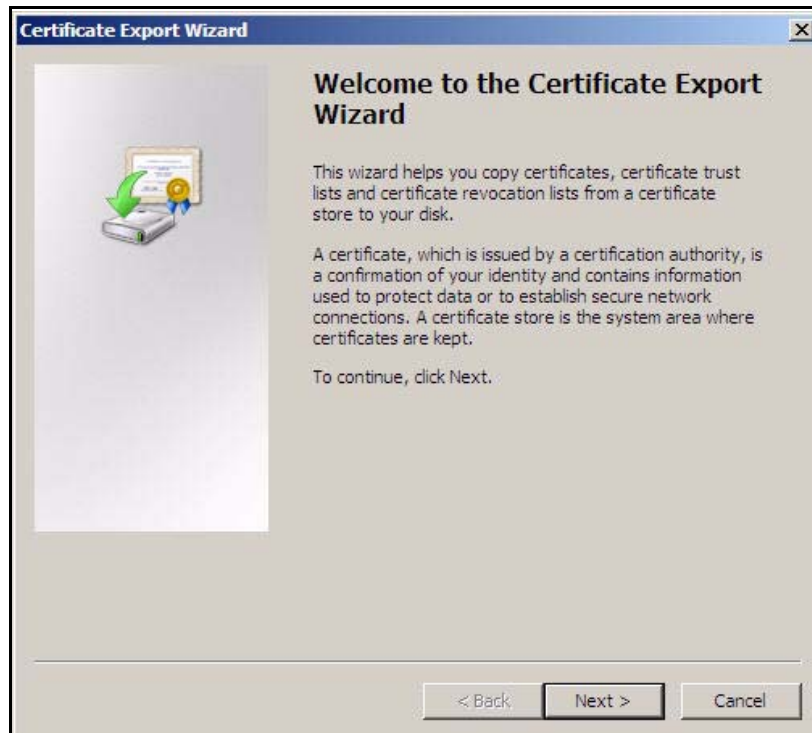 Certificate Export Wizard
Welcome to the Certificate Export
Wizard
This wizard helps you copy certificates, certificate trust
lists and certificate revocation lists from a certificate
store to your disk.
A certificate, which is issued by a certification authority, is
a confirmation of your identity and contains information
used to protect data or to establish secure network
connections. A certificate store is the system area where
certificates are kept.
To continue, click Next.
< Back
Next >
Cancel